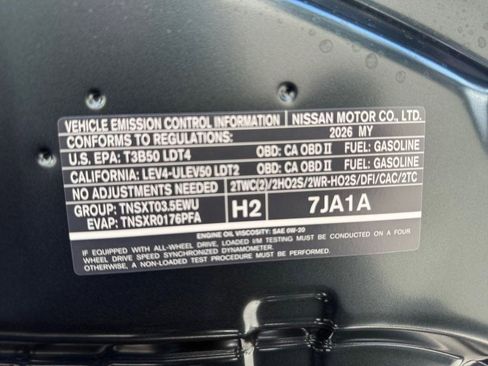 VEHICLE EMISSION CONTROL INFORMATION NISSAN MOTOR CO., LTD.
CONFORMS TO REGULATIONS: 2026 MY
U.S. EPA: T3B50 LDT4 OBD: CA OBD II FUEL: GASOLINE
CALIFORNIA: LEV4-ULEV50 LDT2 OBD: CA OBD II FUEL: GASOLINE
NO ADJUSTMENTS NEEDED 2TWC(2)/2HO2S/2WR-HO2S/DFI/CAC/2TC
GROUP: TNSXT03.5EWU
EVAP: TNSXR0176PFA
H2 7JA1A
ENGINE OIL VISCOSITY: SAE 0W-20
IF EQUIPPED WITH ALL-WHEEL DRIVE, LOADED I/M TESTING MUST BE CONDUCTED ON AN ALL-WHEEL
DRIVE SPEED SYNCHRONIZED DYNAMOMETER.
OTHERWISE, A NON-LOADED TEST PROCEDURE MUST BE PERFORMED.